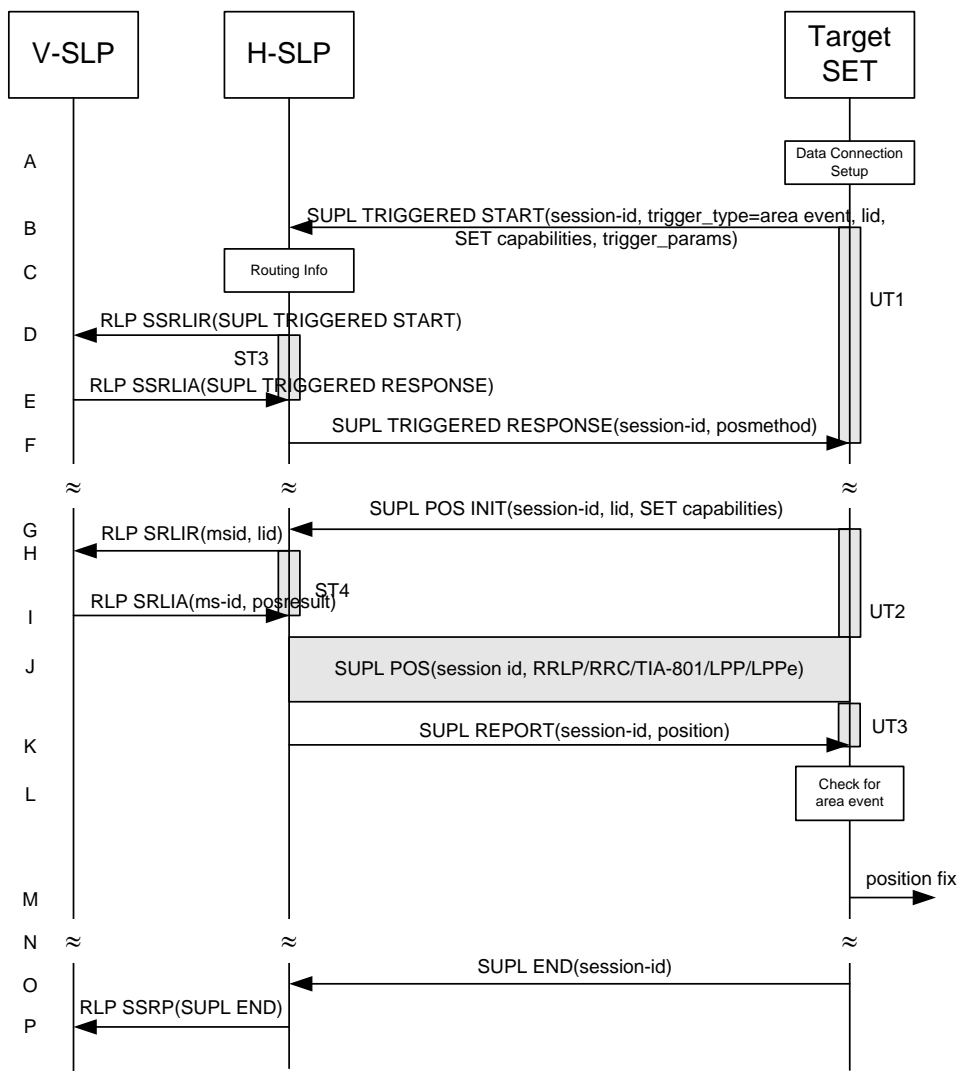 V-SLP
H-SLP
Target
SET
A
Data Connection
Setup
B
SUPL TRIGGERED START(session-id, trigger_type=area event, lid,
SET capabilities, trigger_params)
C
Routing Info
UT1
D
RLP SSRLIR(SUPL TRIGGERED START)
ST3
E
RLP SSRLIA(SUPL TRIGGERED RESPONSE)
F
SUPL TRIGGERED RESPONSE(session-id, posmethod)
≈ ≈ ≈
G
SUPL POS INIT(session-id, lid, SET capabilities)
H
RLP SRLIR(msid, lid)
ST4
I
RLP SRLIA(ms-id, posresult)
UT2
J
SUPL POS(session id, RRLP/RRC/TIA-801/LPP/LPPe)
K
SUPL REPORT(session-id, position)
UT3
L
Check for
area event
M
position fix
N ≈ ≈ ≈
O
SUPL END(session-id)
P
RLP SSRP(SUPL END)